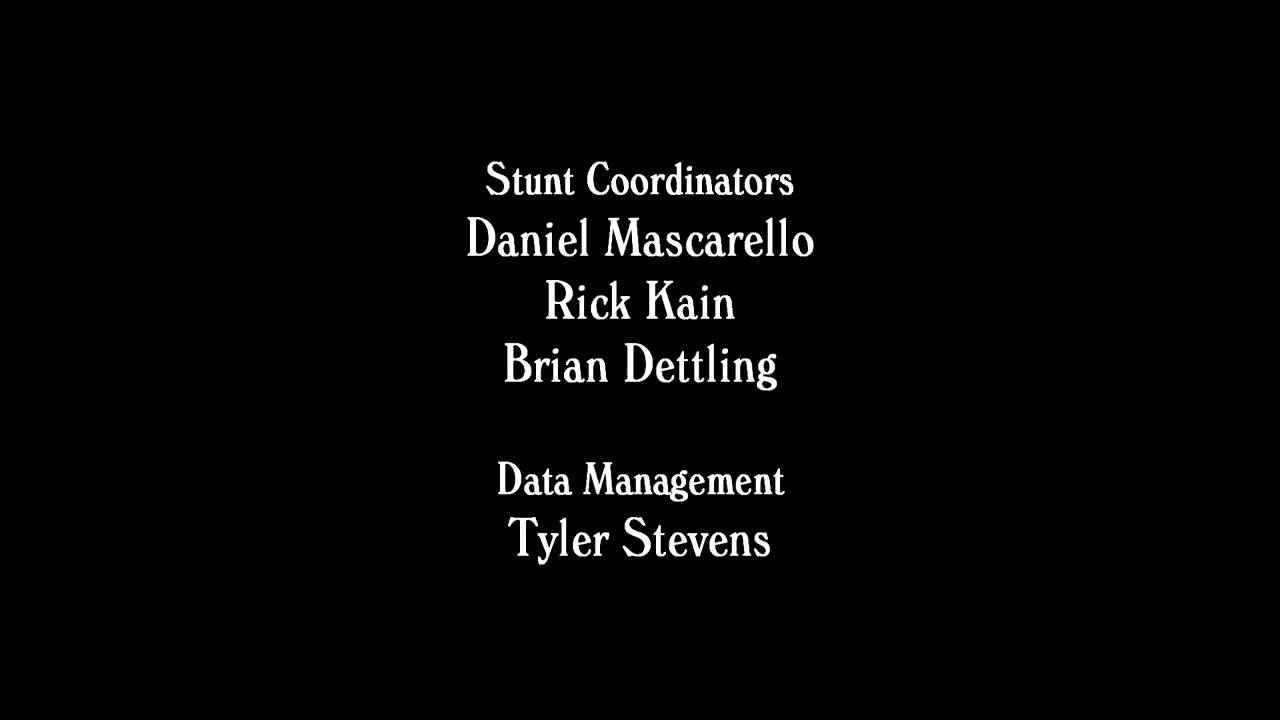 Stunt Coordinators
Daniel Mascarello
Rick Kain
Brian Dettling
Data Management
Tyler Stevens